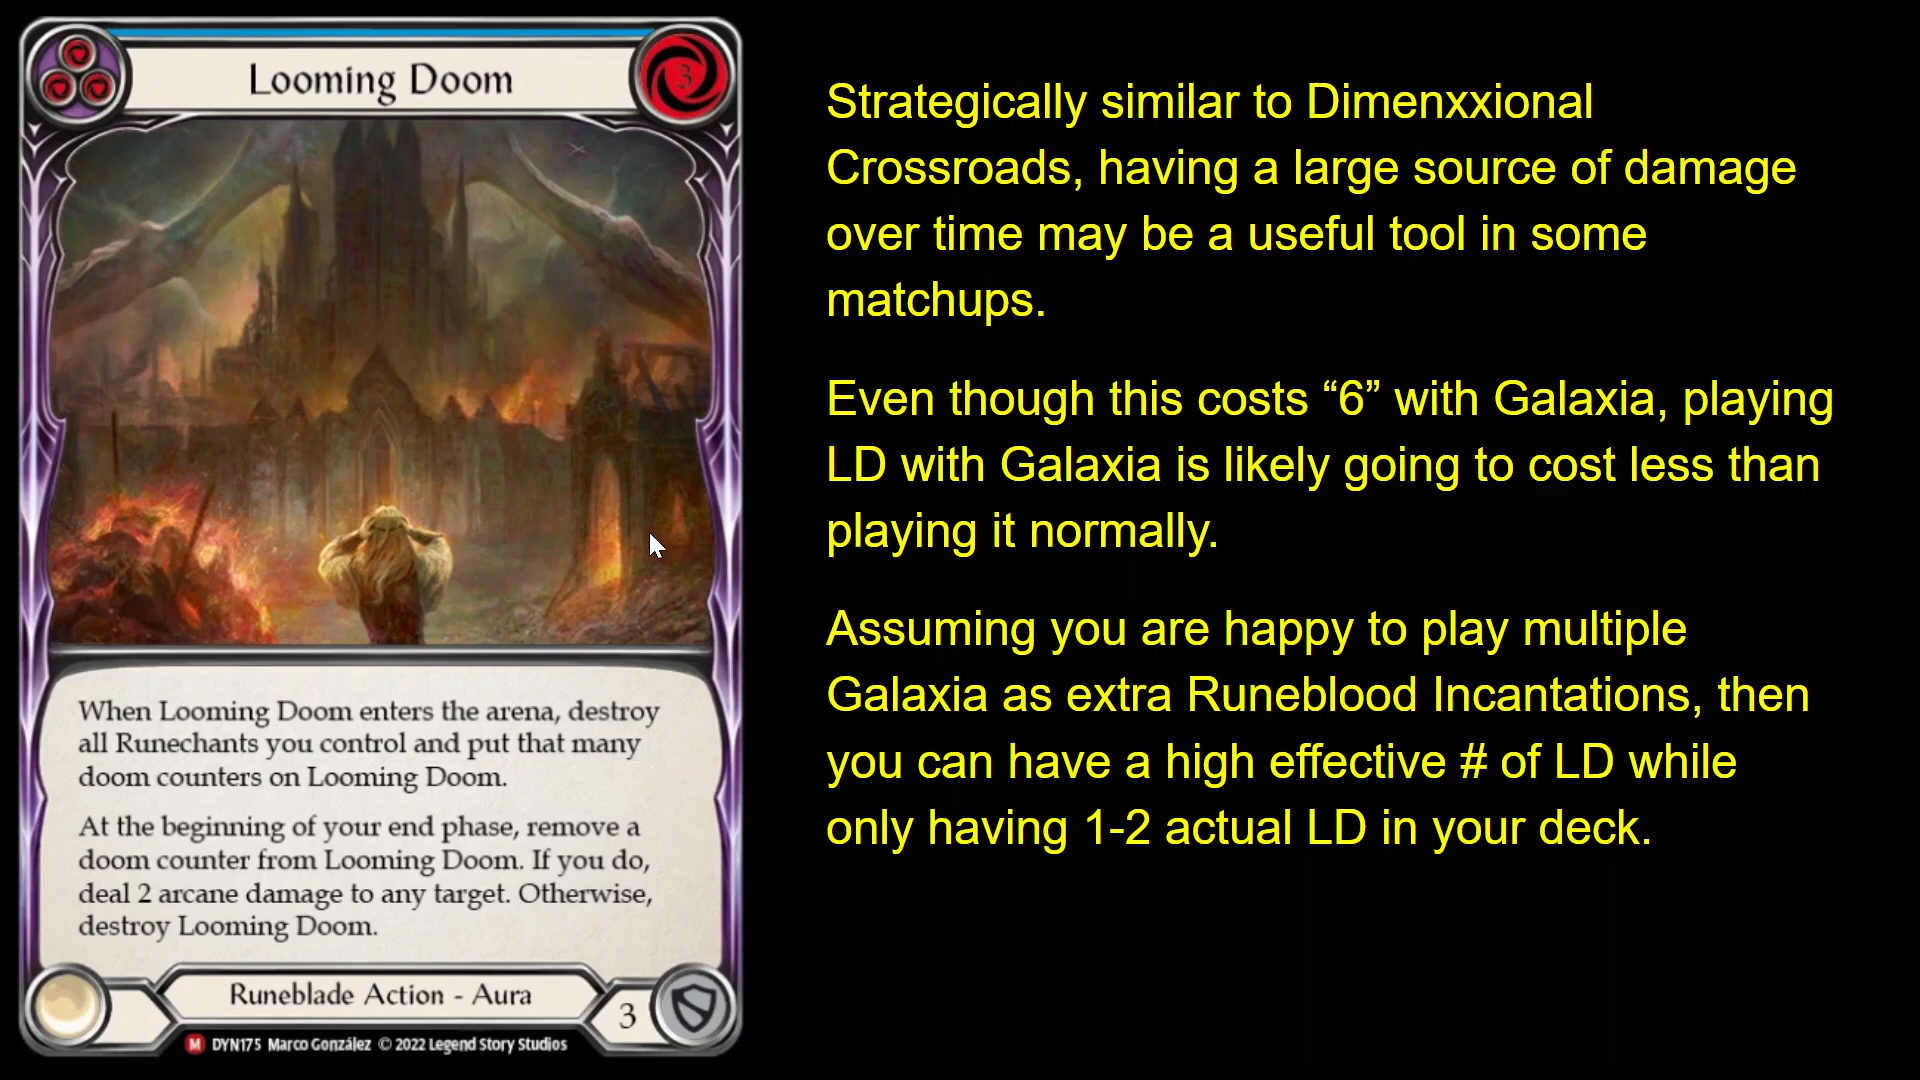 Looming Doom
3
When Looming Doom enters the arena, destroy
all Runechants you control and put that many
doom counters on Looming Doom.
At the beginning of your end phase, remove a
doom counter from Looming Doom. If you do,
deal 2 arcane damage to any target. Otherwise,
destroy Looming Doom.
Runeblade Action - Aura
3
M DYN175 Marco González © 2022 Legend Story Studios
Strategically similar to Dimenxxional
Crossroads, having a large source of damage
over time may be a useful tool in some
matchups.
Even though this costs “6” with Galaxia, playing
LD with Galaxia is likely going to cost less than
playing it normally.
Assuming you are happy to play multiple
Galaxia as extra Runeblood Incantations, then
you can have a high effective # of LD while
only having 1-2 actual LD in your deck.